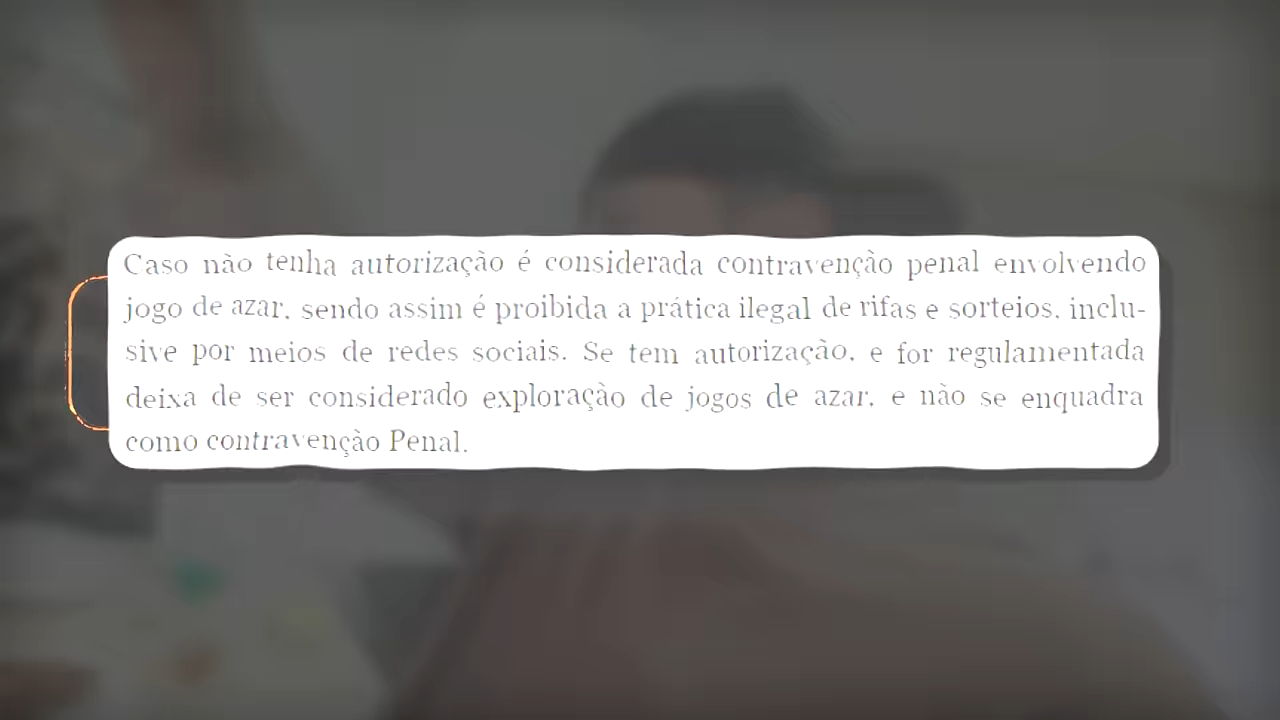 Caso não tenha autorização é considerada contravenção penal envolvendo
jogo de azar, sendo assim é proibida a prática ilegal de rifas e sorteios, inclu-
sive por meios de redes sociais. Se tem autorização, e for regulamentada
deixa de ser considerado exploração de jogos de azar, e não se enquadra
como contravenção Penal.